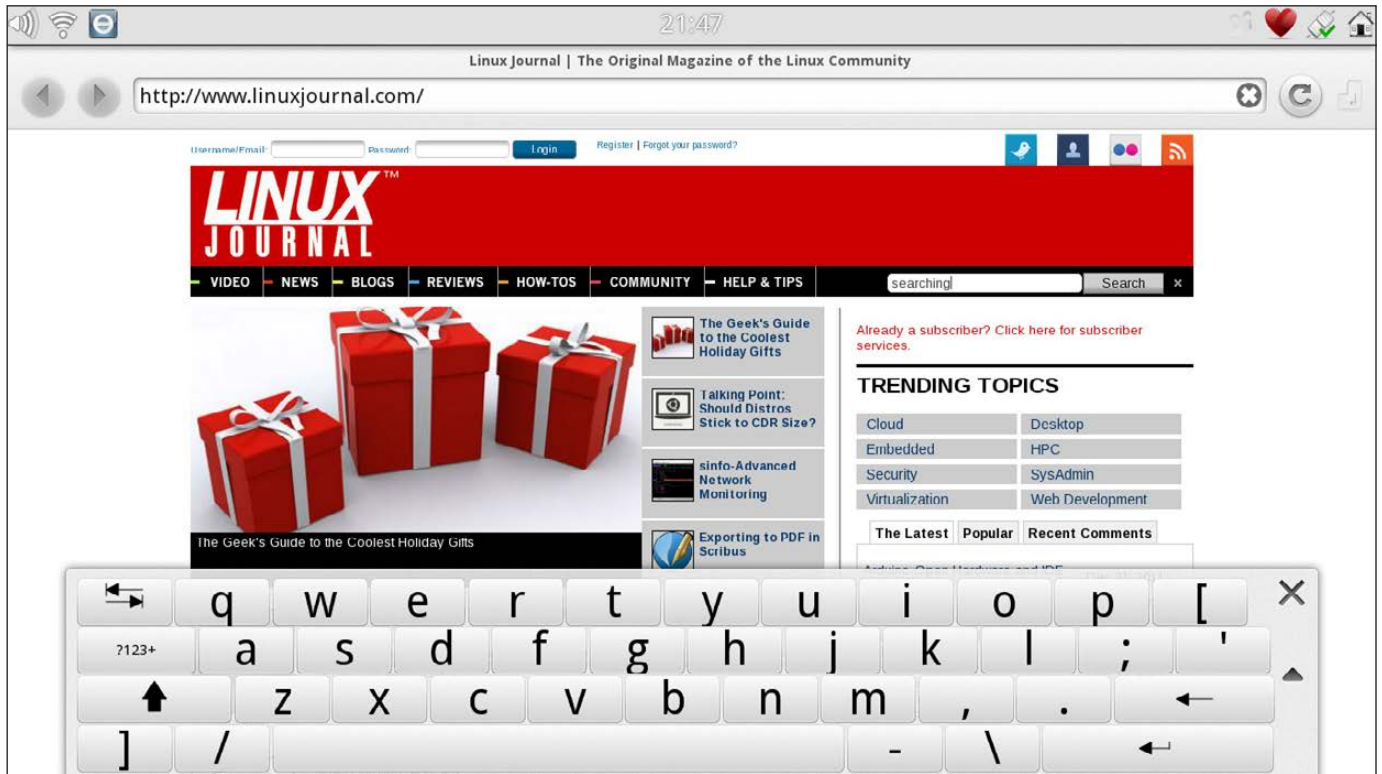 21:47
Linux Journal | The Original Magazine of the Linux Community
http://www.linuxjournal.com/
Username/Email: Password: Login Register | Forgot your password?
LINUX™
JOURNAL
VIDEO NEWS BLOGS REVIEWS HOW-TOS COMMUNITY HELP & TIPS searching Search ×
The Geek's Guide
to the Coolest
Holiday Gifts
Talking Point:
Should Distros
Stick to CDR Size?
sinfo-Advanced
Network
Monitoring
Exporting to PDF in
Scribus
The Geek's Guide to the Coolest Holiday Gifts
Already a subscriber? Click here for subscriber
services.
TRENDING TOPICS
Cloud Desktop
Embedded HPC
Security SysAdmin
Virtualization Web Development
The Latest Popular Recent Comments
q w e r t y u i o p [
?123+ a s d f g h j k l ; '
z x c v b n m , .
] / - \